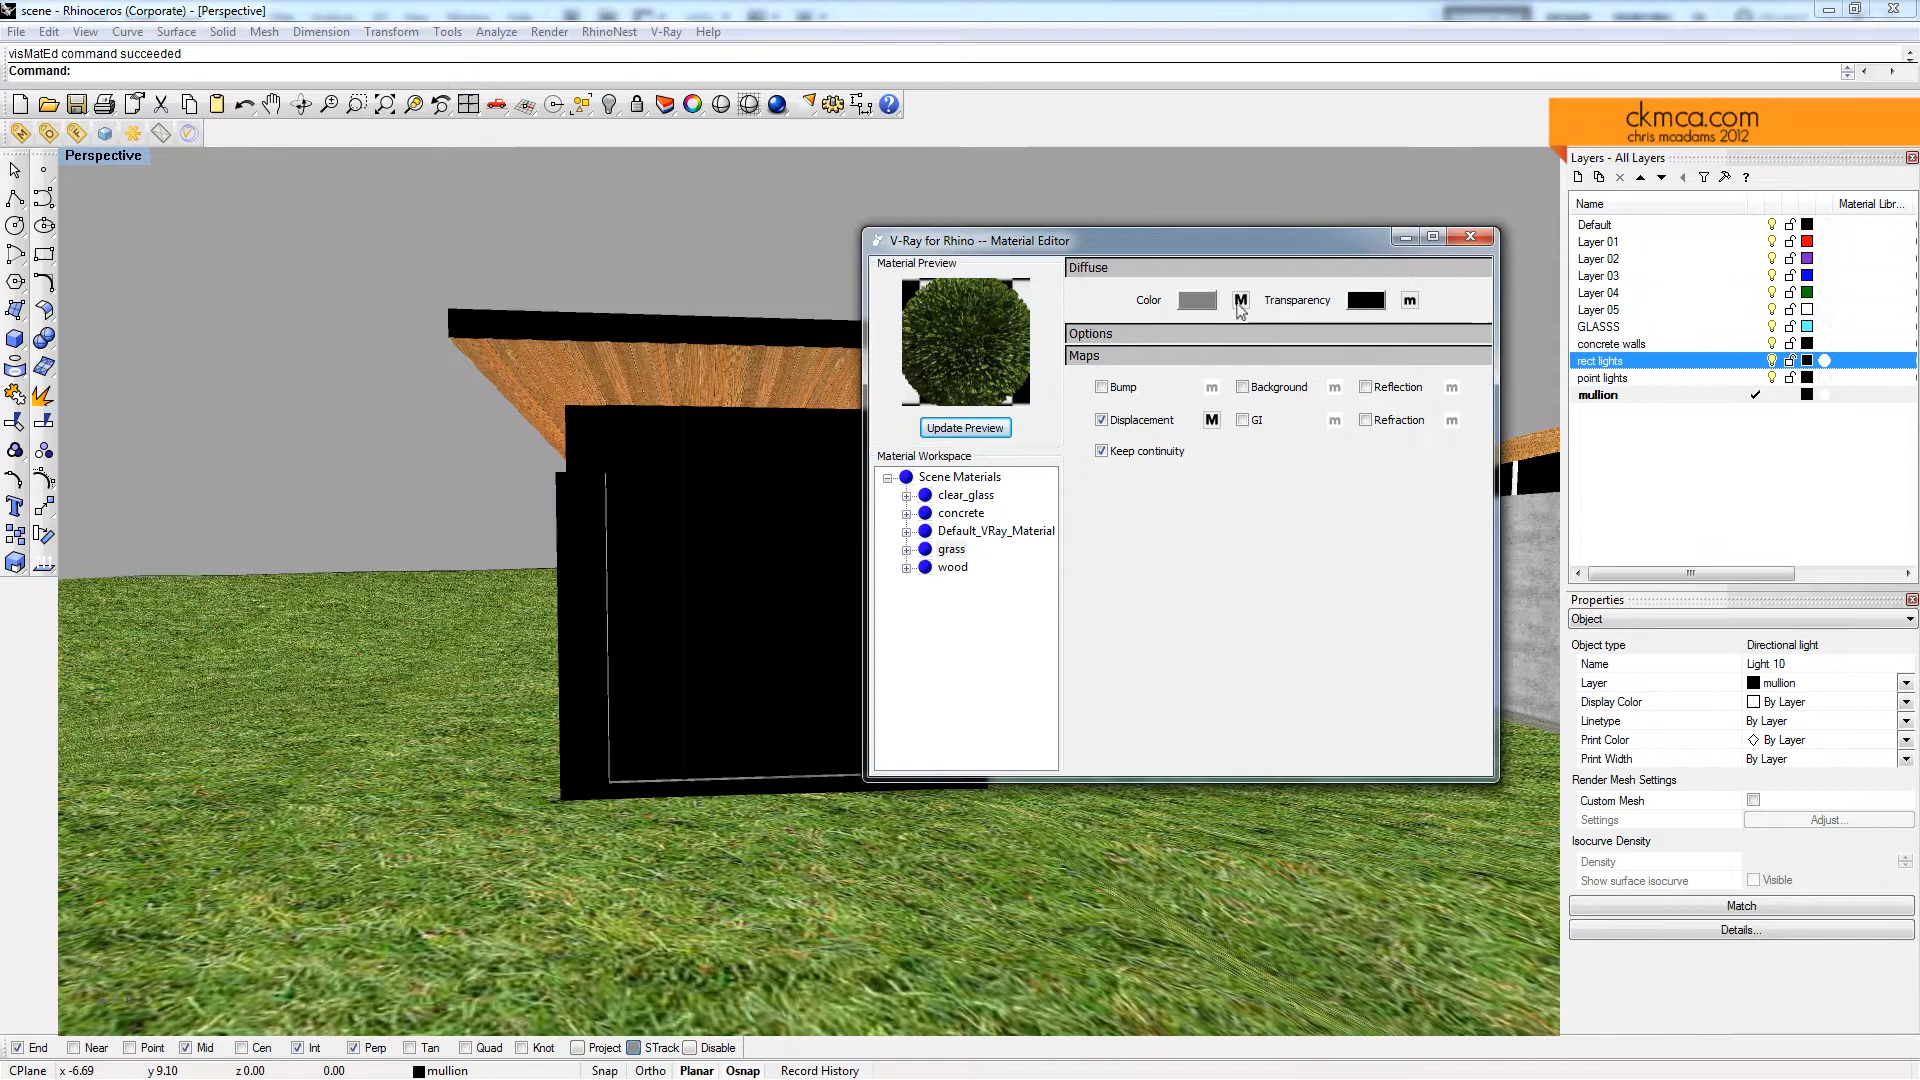 scene - Rhinoceros (Corporate) - [Perspective]
File Edit View Curve Surface Solid Mesh Dimension Transform Tools Analyze Render RhinoNest V-Ray Help
visMatEd command succeeded
Command:
ckmca.com
chris mcadams 2012
Perspective
Layers - All Layers
Name Material Libr...
Default
Layer 01
Layer 02
Layer 03
Layer 04
Layer 05
GLASSS
concrete walls
rect lights
point lights
mullion
V-Ray for Rhino -- Material Editor
Material Preview
Update Preview
Material Workspace
Scene Materials
clear_glass
concrete
Default_VRay_Material
grass
wood
Diffuse
Color M Transparency m
Options
Maps
Bump m Background m Reflection m
Displacement M GI m Refraction m
Keep continuity
Properties
Object
Object type Directional light
Name Light 10
Layer mullion
Display Color By Layer
Linetype By Layer
Print Color By Layer
Print Width By Layer
Render Mesh Settings
Custom Mesh
Settings Adjust...
Isocurve Density
Density
Show surface isocurve Visible
Match
Details...
End Near Point Mid Cen Int Perp Tan Quad Knot Project STrack Disable
CPlane x -6.69 y 9.10 z 0.00 0.00 mullion Snap Ortho Planar Osnap Record History